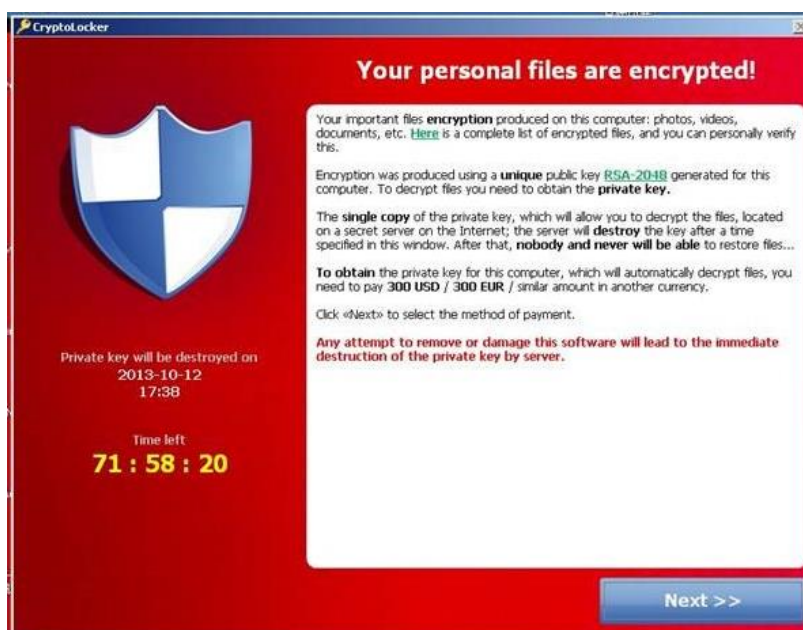 CryptoLocker
Your personal files are encrypted!
Your important files encryption produced on this computer: photos, videos,
documents, etc. Here is a complete list of encrypted files, and you can personally verify
this.
Encryption was produced using a unique public key RSA-2048 generated for this
computer. To decrypt files you need to obtain the private key.
The single copy of the private key, which will allow you to decrypt the files, located
on a secret server on the Internet; the server will destroy the key after a time
specified in this window. After that, nobody and never will be able to restore files...
To obtain the private key for this computer, which will automatically decrypt files, you
need to pay 300 USD / 300 EUR / similar amount in another currency.
Click «Next» to select the method of payment.
Any attempt to remove or damage this software will lead to the immediate
destruction of the private key by server.
Private key will be destroyed on
2013-10-12
17:38
Time left
71 : 58 : 20
Next >>